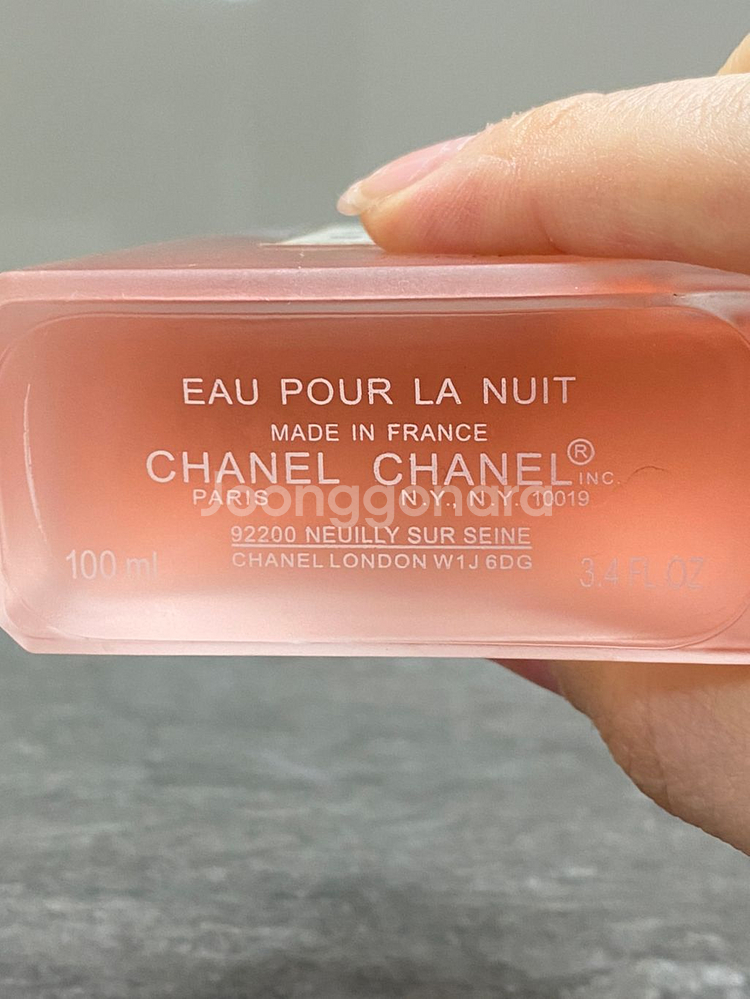 EAU POUR LA NUIT
MADE IN FRANCE
CHANEL CHANEL® INC.
PARIS N.Y., N.Y. 10019
Joonggonara
92200 NEUILLY SUR SEINE
CHANEL LONDON W1J 6DG
100 ml 3.4 FL OZ